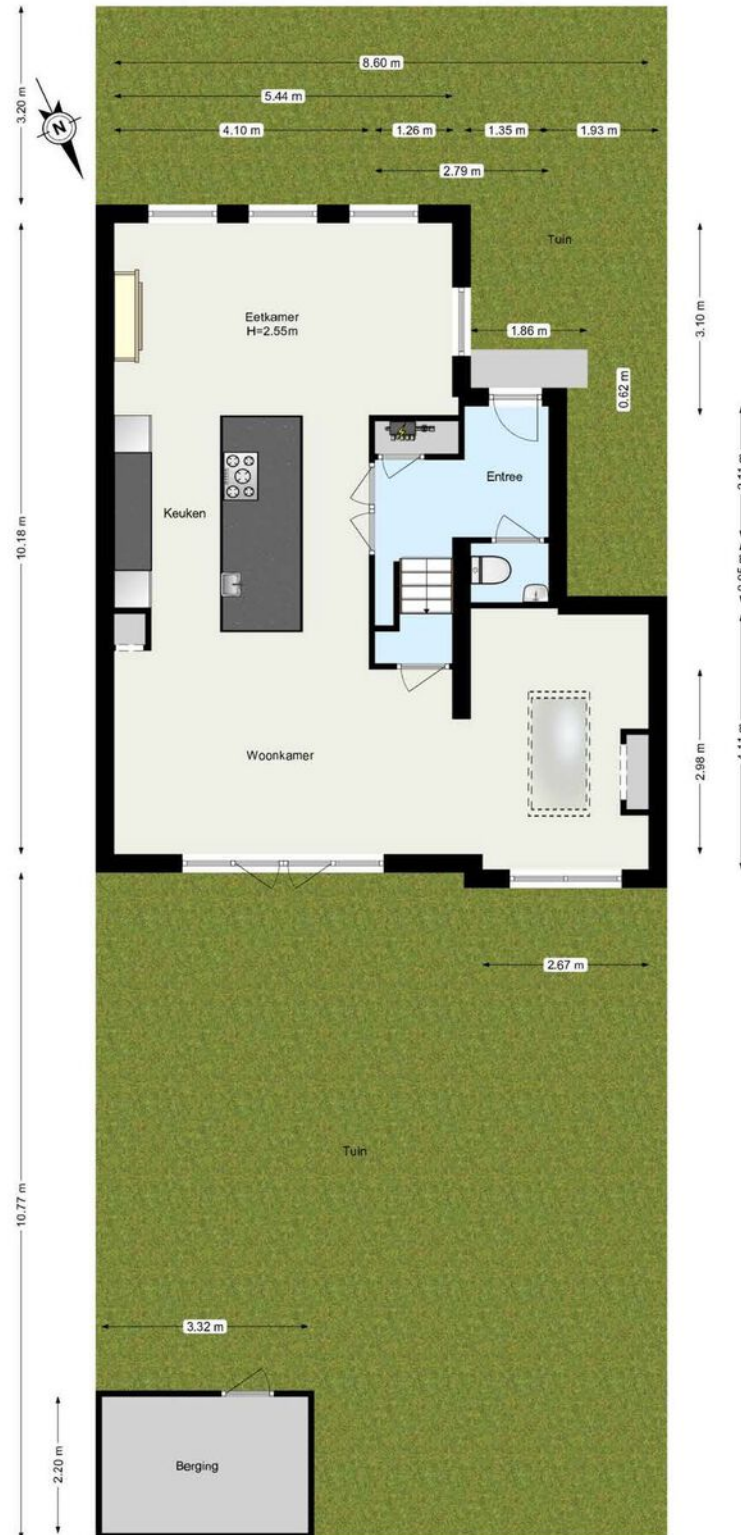 8.60 m
3.20 m
5.44 m
N
4.10 m
1.26 m
1.35 m
1.93 m
2.79 m
Tuin
Eetkamer
H=2.55m
1.86 m
3.10 m
0.62 m
Entree
Keuken
10.18 m
Woonkamer
2.98 m
2.67 m
Tuin
10.77 m
3.32 m
Berging
2.20 m